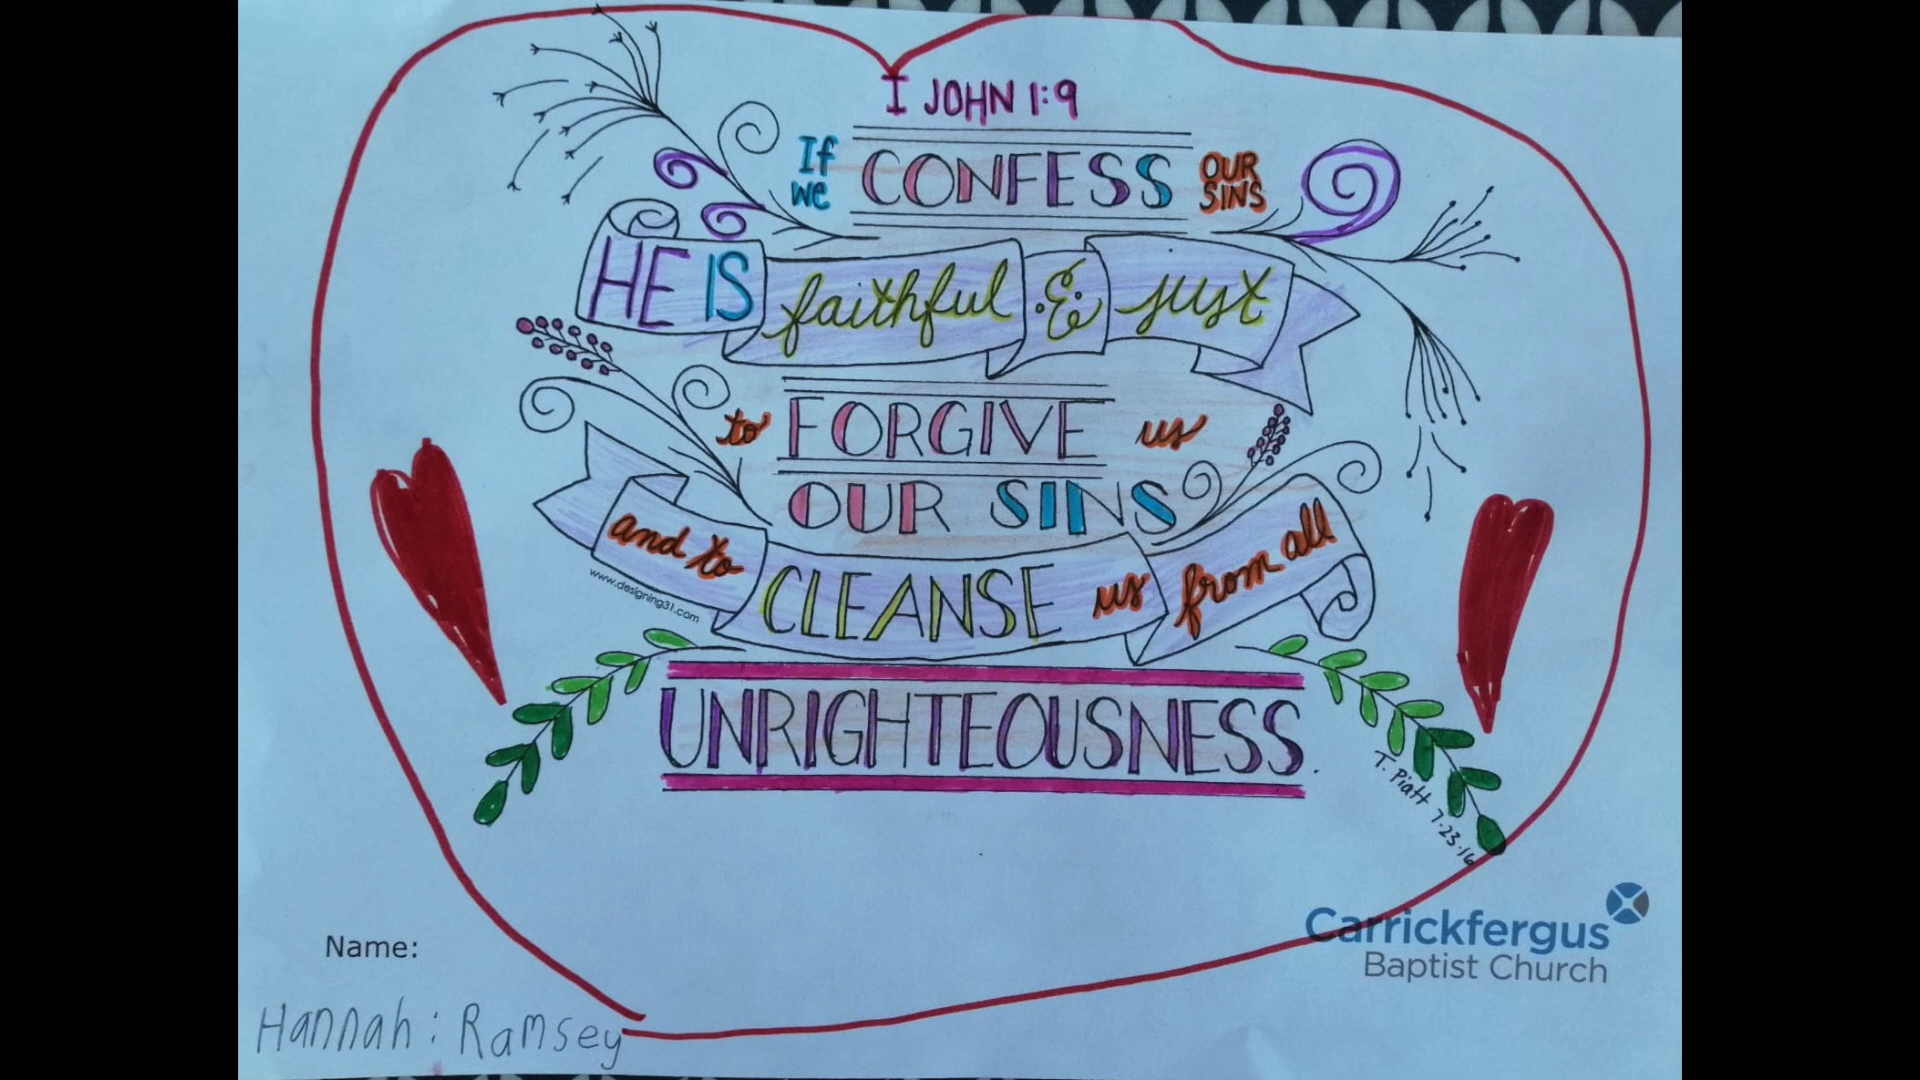 I JOHN 1:9
If we CONFESS OUR SINS
HE IS faithful & just
to FORGIVE us
OUR SINS
and to CLEANSE us from all
www.designing31.com
UNRIGHTEOUSNESS.
T. Piatt 7.23.16
Carrickfergus
Baptist Church
Name:
Hannah: Ramsey